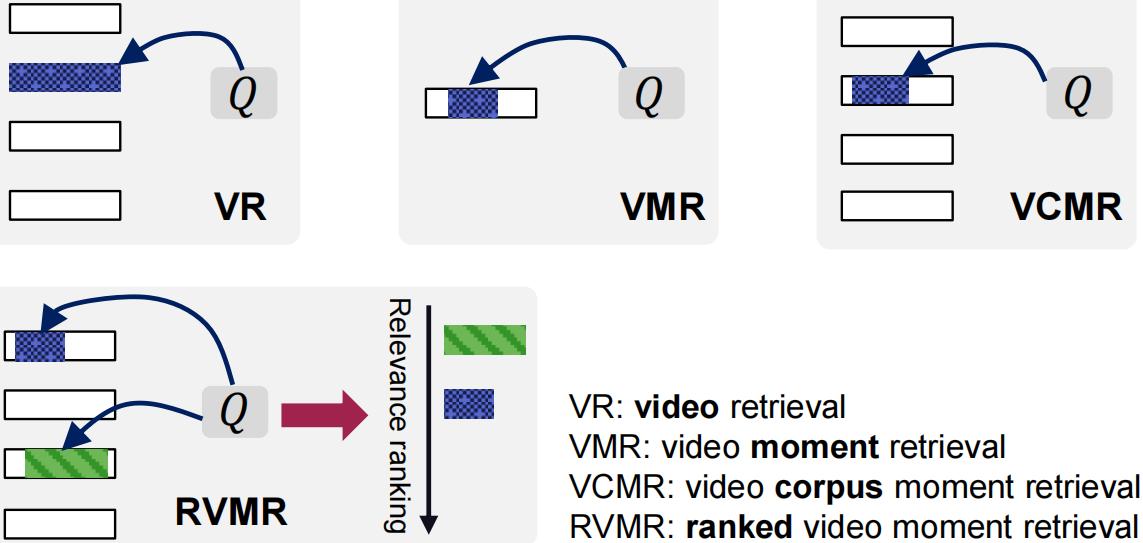 Q
VR
Q
VMR
Q
VCMR
Q
RVMR
Relevance ranking
VR: video retrieval
VMR: video moment retrieval
VCMR: video corpus moment retrieval
RVMR: ranked video moment retrieval